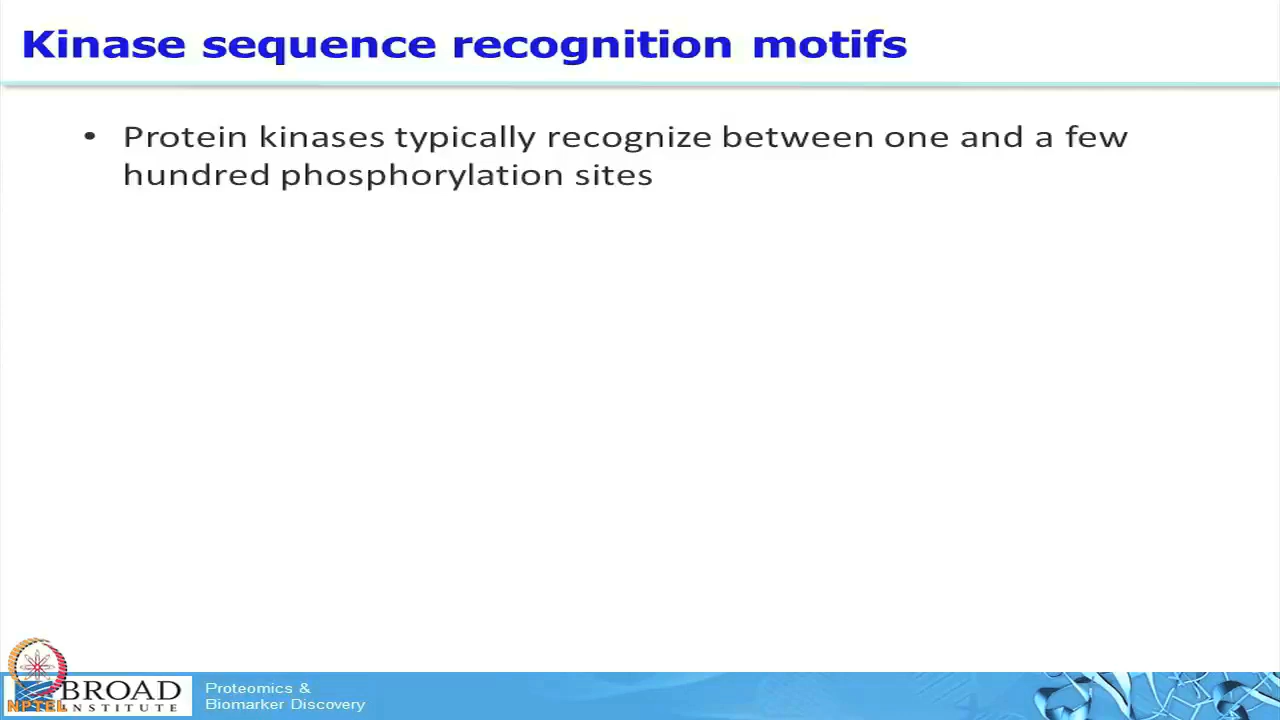 Kinase sequence recognition motifs
• Protein kinases typically recognize between one and a few
hundred phosphorylation sites
BROAD
INSTITUTE
NPTEL
Proteomics &
Biomarker Discovery